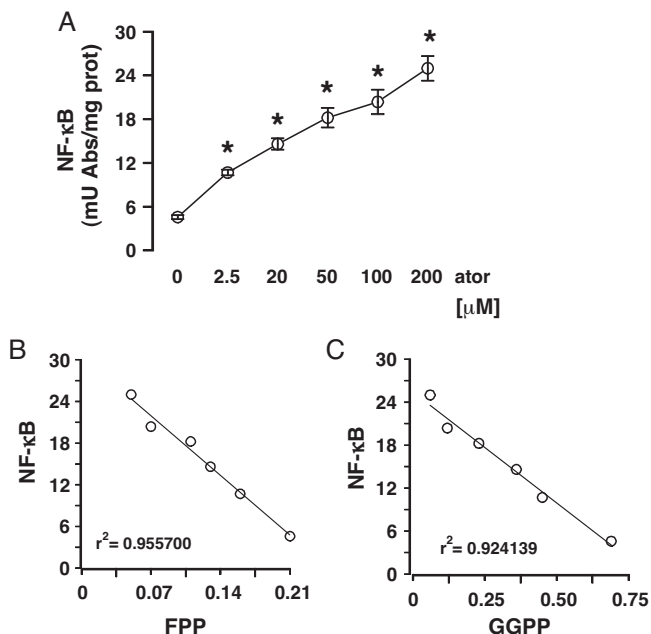 A
NF-κB
(mU Abs/mg prot)
30
24
18
12
6
0
* * * * *
0 2.5 20 50 100 200 ator
[μM]
B
NF-κB
30
24
18
12
6
0
r²= 0.955700
0 0.07 0.14 0.21
FPP
C
NF-κB
30
24
18
12
6
0
r²= 0.924139
0 0.25 0.50 0.75
GGPP